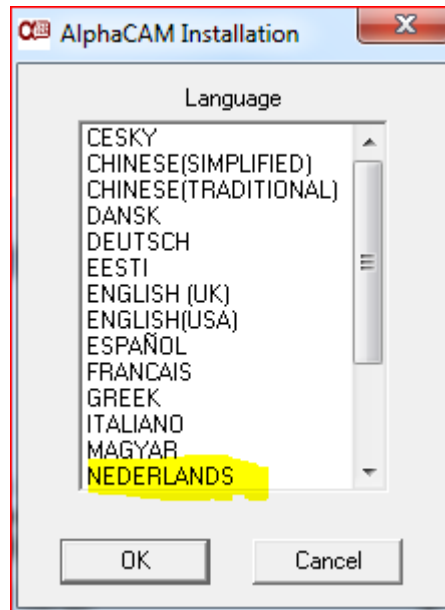 AlphaCAM Installation
Language
CESKY
CHINESE(SIMPLIFIED)
CHINESE(TRADITIONAL)
DANSK
DEUTSCH
EESTI
ENGLISH (UK)
ENGLISH(USA)
ESPAÑOL
FRANCAIS
GREEK
ITALIANO
MAGYAR
NEDERLANDS
OK
Cancel